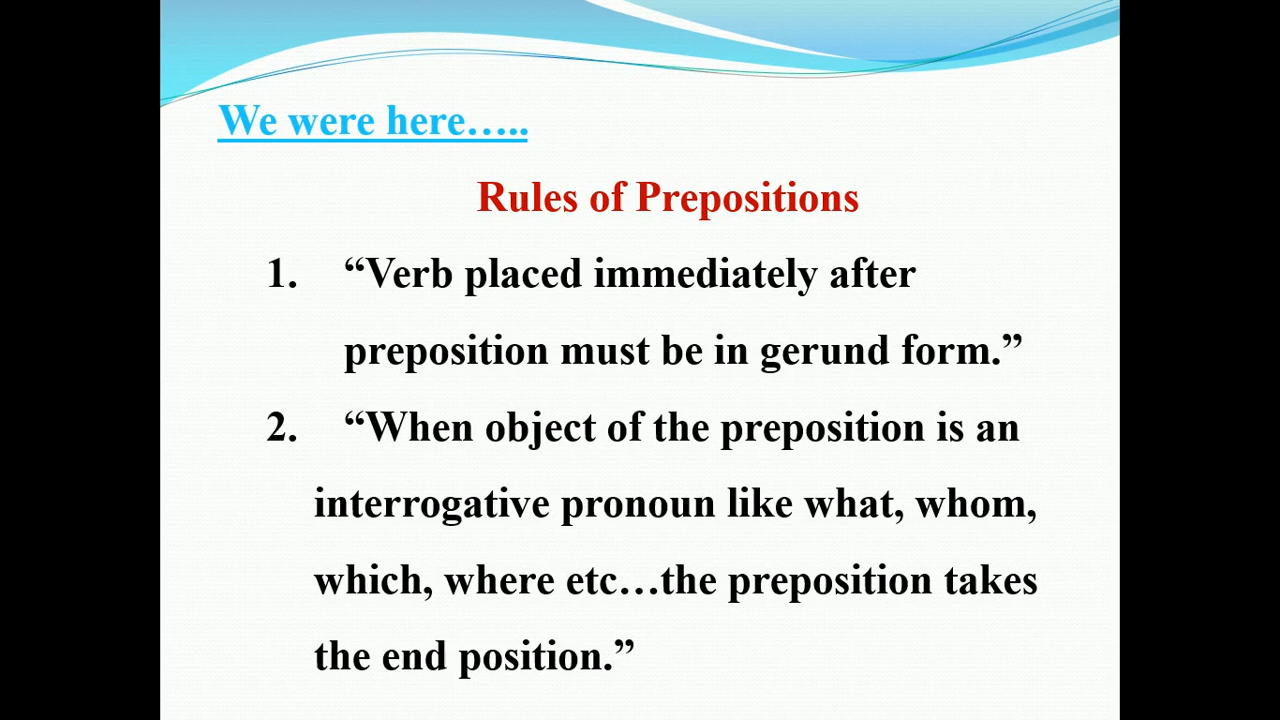 We were here…..
Rules of Prepositions
1. “Verb placed immediately after
preposition must be in gerund form.”
2. “When object of the preposition is an
interrogative pronoun like what, whom,
which, where etc…the preposition takes
the end position.”